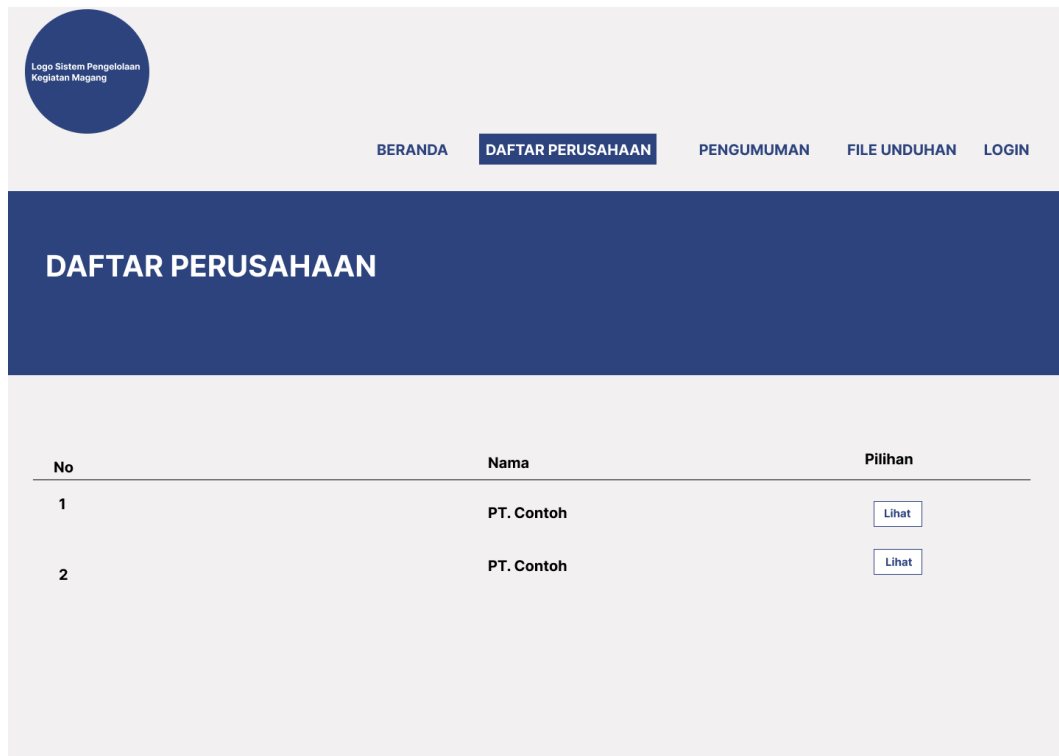 Logo Sistem Pengelolaan
Kegiatan Magang
BERANDA DAFTAR PERUSAHAAN PENGUMUMAN FILE UNDUHAN LOGIN
DAFTAR PERUSAHAAN
No Nama Pilihan
1 PT. Contoh Lihat
2 PT. Contoh Lihat